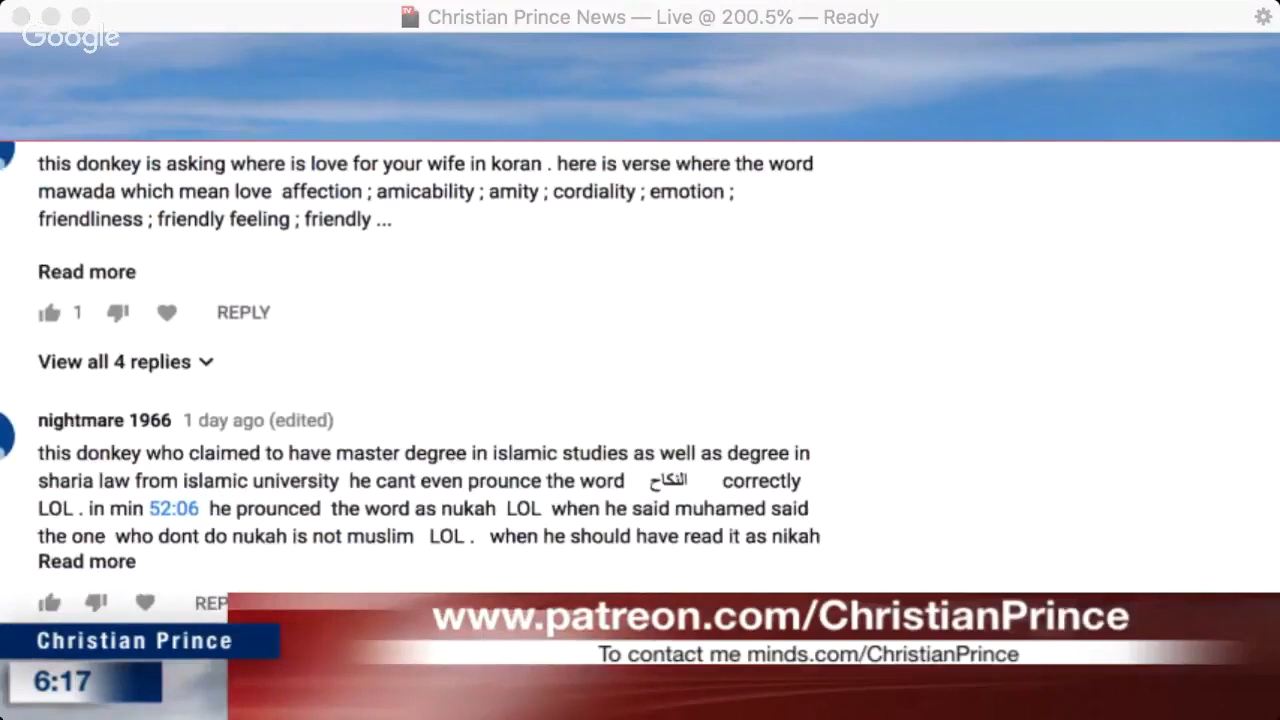 Christian Prince News — Live @ 200.5% — Ready
Google
this donkey is asking where is love for your wife in koran . here is verse where the word
mawada which mean love affection ; amicability ; amity ; cordiality ; emotion ;
friendliness ; friendly feeling ; friendly ...
Read more
1 REPLY
View all 4 replies
nightmare 1966 1 day ago (edited)
this donkey who claimed to have master degree in islamic studies as well as degree in
sharia law from islamic university he cant even prounce the word النكاح correctly
LOL . in min 52:06 he prounced the word as nukah LOL when he said muhamed said
the one who dont do nukah is not muslim LOL . when he should have read it as nikah
Read more
REP
www.patreon.com/ChristianPrince
Christian Prince
To contact me minds.com/ChristianPrince
6:17